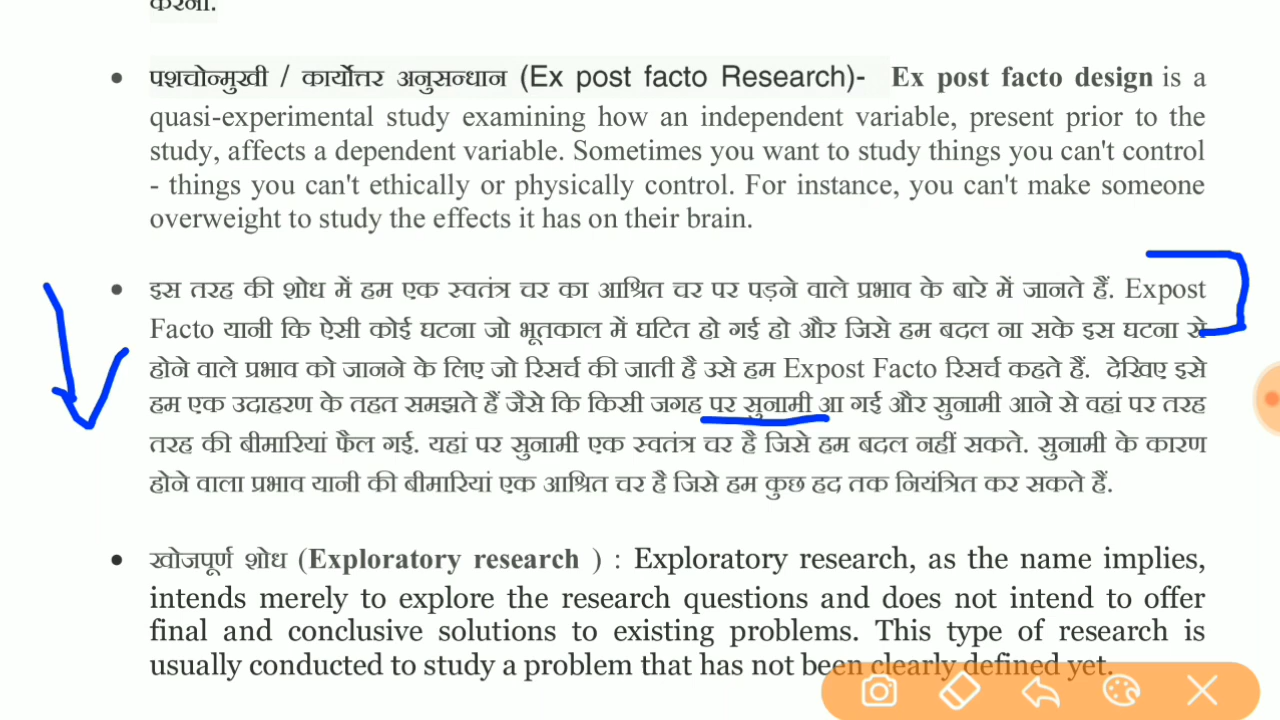 करना.
• पशचोन्मुखी / कार्योत्तर अनुसन्धान (Ex post facto Research)- Ex post facto design is a
quasi-experimental study examining how an independent variable, present prior to the
study, affects a dependent variable. Sometimes you want to study things you can't control
- things you can't ethically or physically control. For instance, you can't make someone
overweight to study the effects it has on their brain.
• इस तरह की शोध में हम एक स्वतंत्र चर का आश्रित चर पर पड़ने वाले प्रभाव के बारे में जानते हैं. Expost
Facto यानी कि ऐसी कोई घटना जो भूतकाल में घटित हो गई हो और जिसे हम बदल ना सके इस घटना से
होने वाले प्रभाव को जानने के लिए जो रिसर्च की जाती है उसे हम Expost Facto रिसर्च कहते हैं. देखिए इसे
हम एक उदाहरण के तहत समझते हैं जैसे कि किसी जगह पर सुनामी आ गई और सुनामी आने से वहां पर तरह
तरह की बीमारियां फैल गई. यहां पर सुनामी एक स्वतंत्र चर है जिसे हम बदल नहीं सकते. सुनामी के कारण
होने वाला प्रभाव यानी की बीमारियां एक आश्रित चर है जिसे हम कुछ हद तक नियंत्रित कर सकते हैं.
• खोजपूर्ण शोध (Exploratory research ) : Exploratory research, as the name implies,
intends merely to explore the research questions and does not intend to offer
final and conclusive solutions to existing problems. This type of research is
usually conducted to study a problem that has not been clearly defined yet.